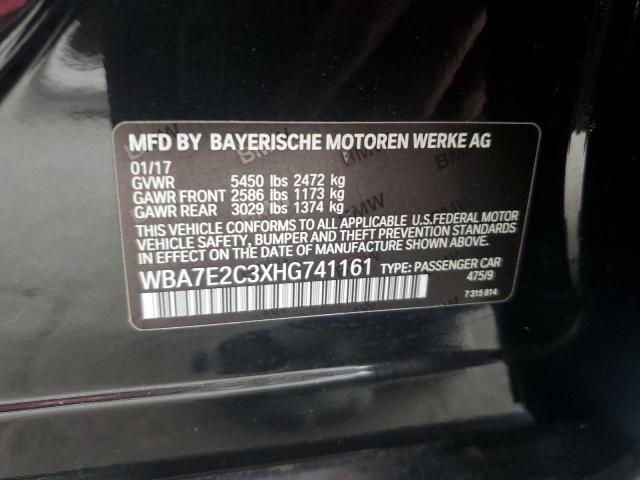 MFD BY BAYERISCHE MOTOREN WERKE AG
01/17
GVWR 5450 lbs 2472 kg
GAWR FRONT 2586 lbs 1173 kg
GAWR REAR 3029 lbs 1374 kg
THIS VEHICLE CONFORMS TO ALL APPLICABLE U.S.FEDERAL MOTOR
VEHICLE SAFETY, BUMPER AND THEFT PREVENTION STANDARDS
IN EFFECT ON THE DATE OF MANUFACTURE SHOWN ABOVE.
WBA7E2C3XHG741161 TYPE: PASSENGER CAR
475/9
7 315 814